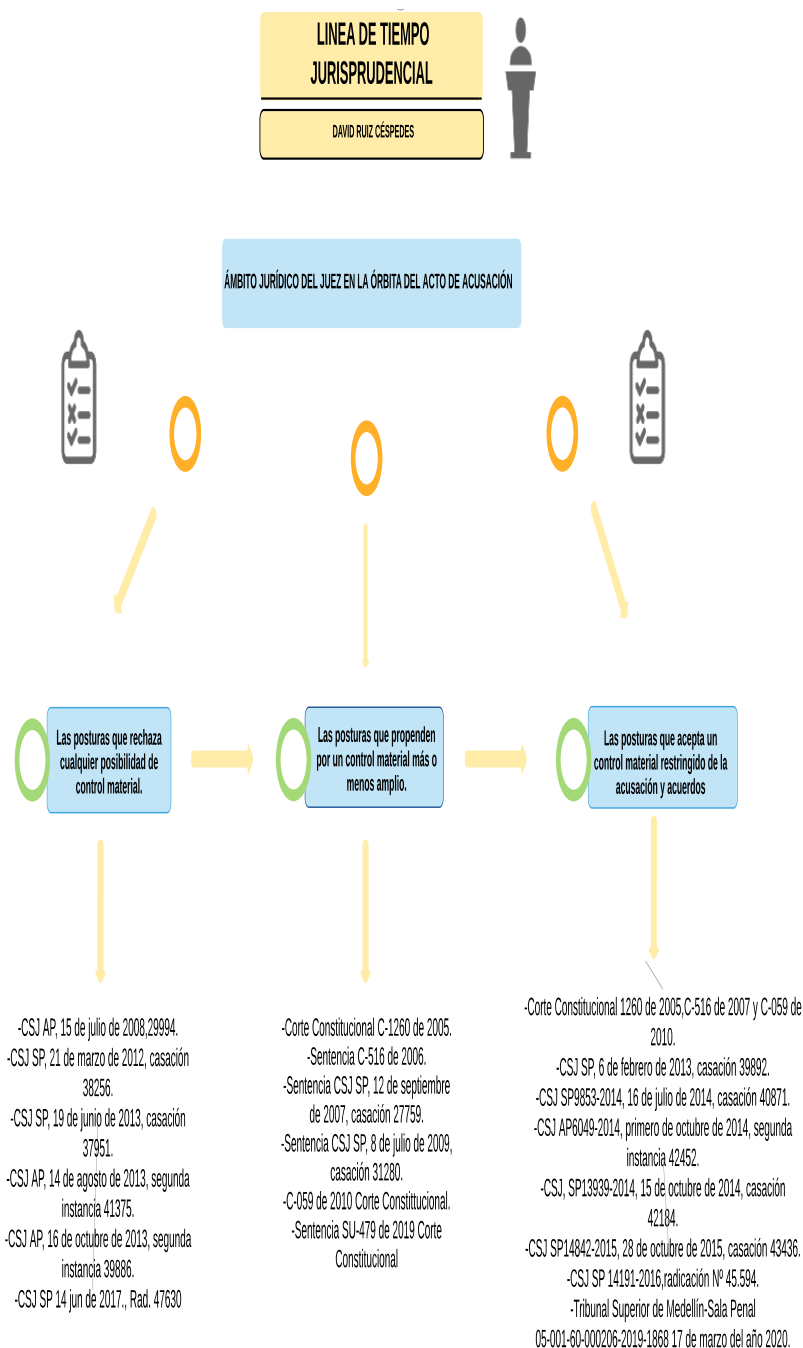 LINEA DE TIEMPO
JURISPRUDENCIAL
DAVID RUIZ CÉSPEDES
ÁMBITO JURÍDICO DEL JUEZ EN LA ÓRBITA DEL ACTO DE ACUSACIÓN
Las posturas que rechaza
cualquier posibilidad de
control material.
Las posturas que propenden
por un control material más o
menos amplio.
Las posturas que acepta un
control material restringido de la
acusación y acuerdos
-CSJ AP, 15 de julio de 2008,29994.
-CSJ SP, 21 de marzo de 2012, casación
38256.
-CSJ SP, 19 de junio de 2013, casación
37951.
-CSJ AP, 14 de agosto de 2013, segunda
instancia 41375.
-CSJ AP, 16 de octubre de 2013, segunda
instancia 39886.
-CSJ SP 14 jun de 2017., Rad. 47630
-Corte Constitucional C-1260 de 2005.
-Sentencia C-516 de 2006.
-Sentencia CSJ SP, 12 de septiembre
de 2007, casación 27759.
-Sentencia CSJ SP, 8 de julio de 2009,
casación 31280.
-C-059 de 2010 Corte Constittucional.
-Sentencia SU-479 de 2019 Corte
Constitucional
-Corte Constitucional 1260 de 2005,C-516 de 2007 y C-059 de
2010.
-CSJ SP, 6 de febrero de 2013, casación 39892.
-CSJ SP9853-2014, 16 de julio de 2014, casación 40871.
-CSJ AP6049-2014, primero de octubre de 2014, segunda
instancia 42452.
-CSJ, SP13939-2014, 15 de octubre de 2014, casación
42184.
-CSJ SP14842-2015, 28 de octubre de 2015, casación 43436.
-CSJ SP 14191-2016,radicación Nº 45.594.
-Tribunal Superior de Medellín-Sala Penal
05-001-60-000206-2019-1868 17 de marzo del año 2020.